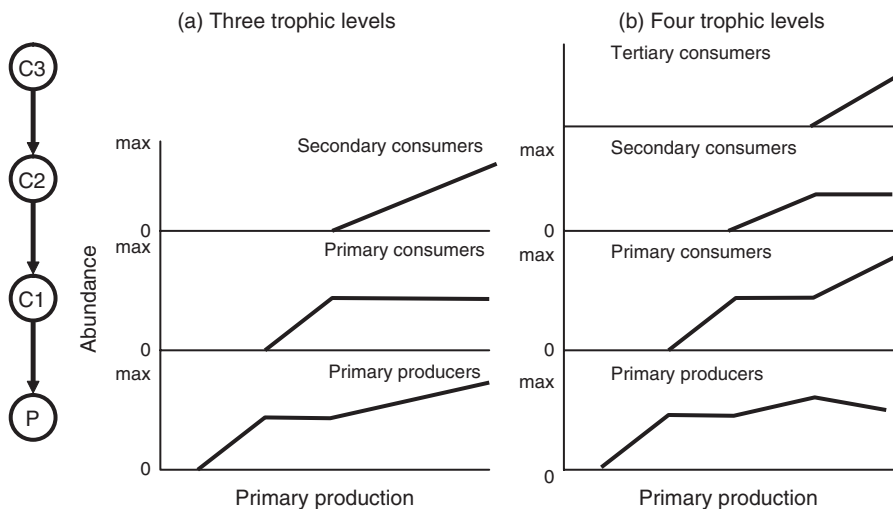 (a) Three trophic levels
(b) Four trophic levels
C3
C2
C1
P
Abundance
max
Secondary consumers
0
max
Primary consumers
0
max
Primary producers
0
Primary production
Tertiary consumers
max
Secondary consumers
0
max
Primary consumers
0
max
Primary producers
0
Primary production